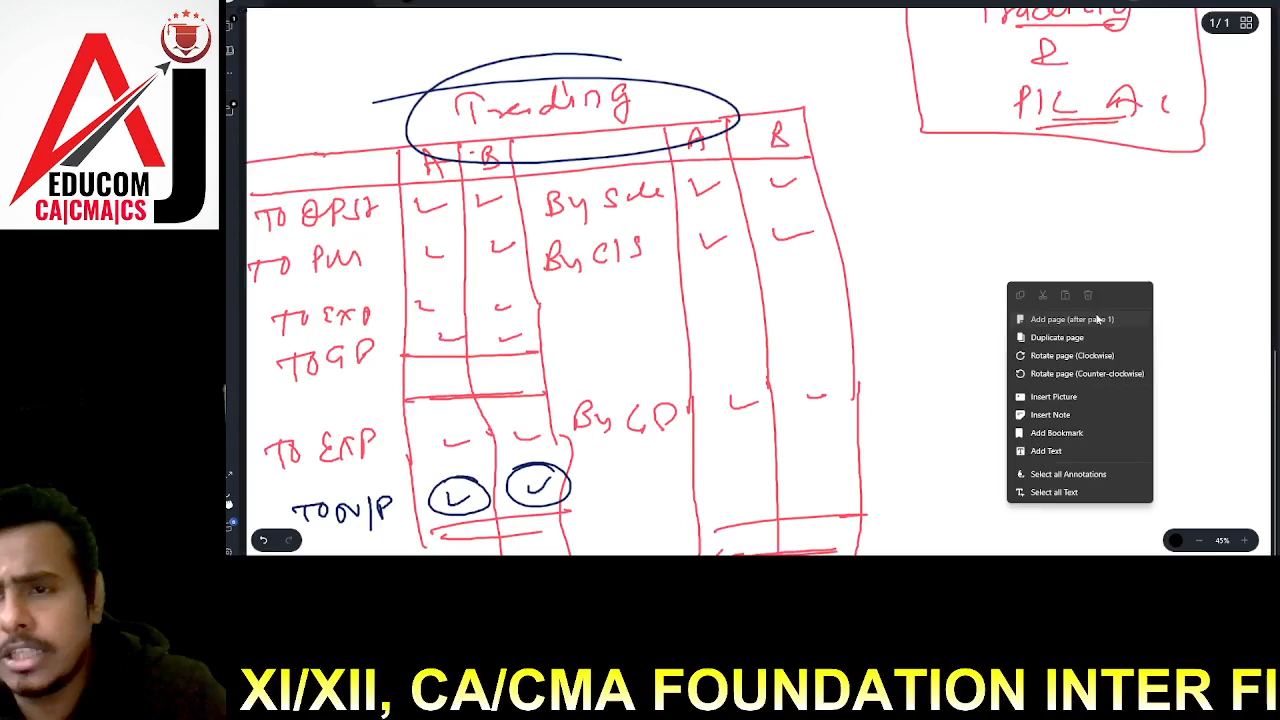 AJ
EDUCOM
CA|CMA|CS
Trading
&
P/L A c
1/1
Trading
A B A B
TO OPST By Sale
TO PUR By C/S
TO EXP
TO GP
By GP
TO EXP
TO N/P
Add page (after page 1)
Duplicate page
Rotate page (Clockwise)
Rotate page (Counter-clockwise)
Insert Picture
Insert Note
Add Bookmark
Add Text
Select all Annotations
Select all Text
45%
XI/XII, CA/CMA FOUNDATION INTER FI